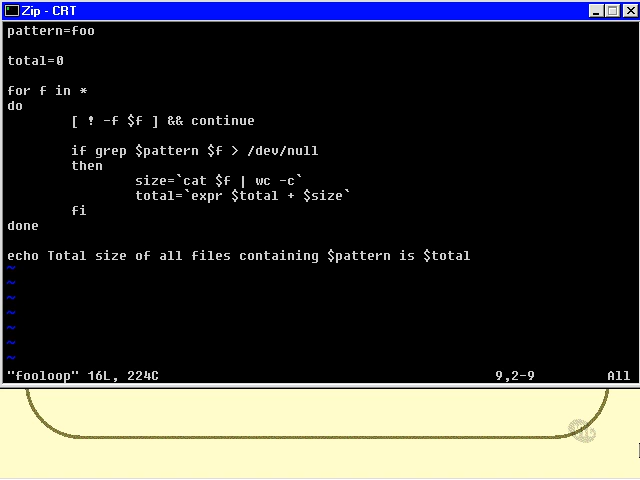 Zip - CRT
pattern=foo
total=0
for f in *
do
[ ! -f $f ] && continue
if grep $pattern $f > /dev/null
then
size=`cat $f | wc -c`
total=`expr $total + $size`
fi
done
echo Total size of all files containing $pattern is $total
~
~
~
~
~
~
~
"fooloop" 16L, 224C 9,2-9 All